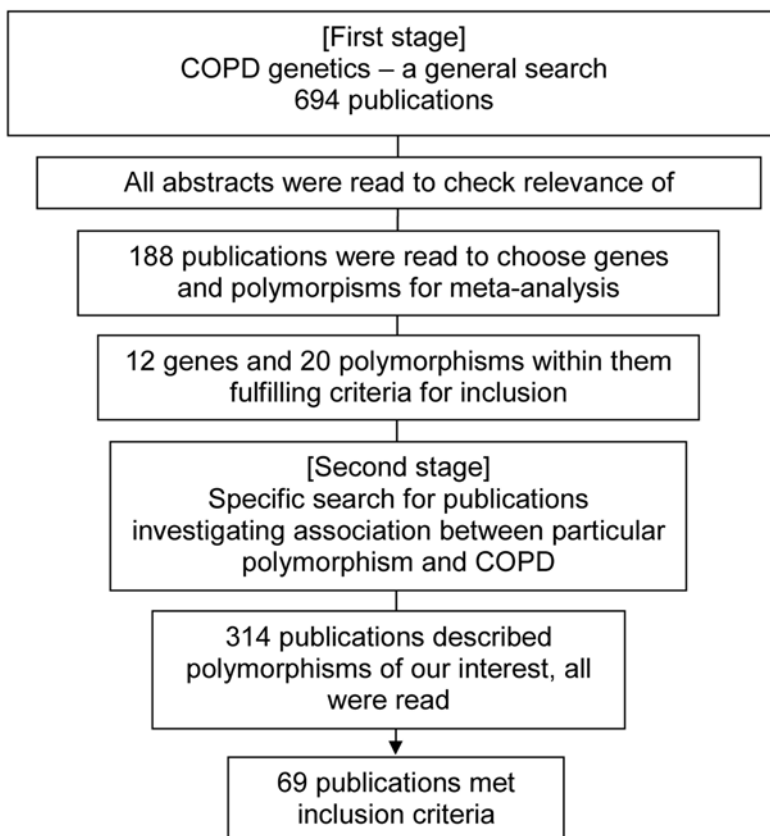 [First stage]
COPD genetics – a general search
694 publications
All abstracts were read to check relevance of
188 publications were read to choose genes
and polymorpisms for meta-analysis
12 genes and 20 polymorphisms within them
fulfilling criteria for inclusion
[Second stage]
Specific search for publications
investigating association between particular
polymorphism and COPD
314 publications described
polymorphisms of our interest, all
were read
69 publications met
inclusion criteria